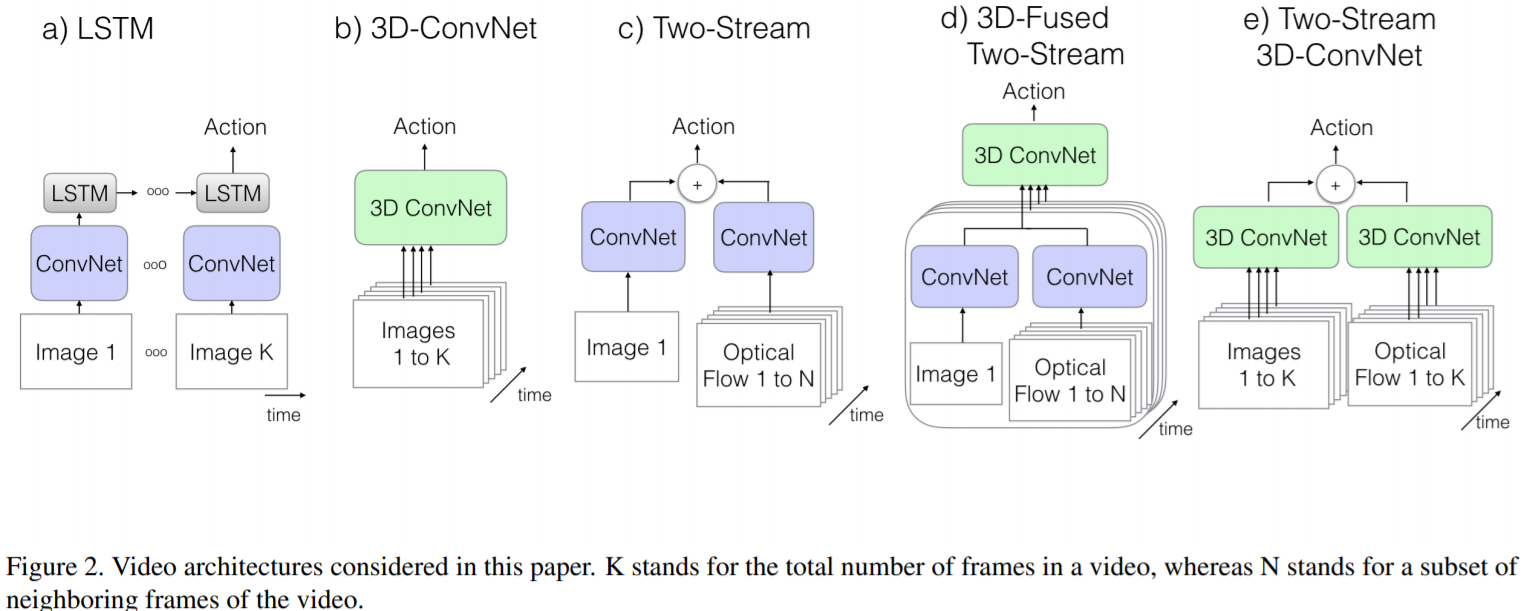 a) LSTM
Action
LSTM
ooo
LSTM
ConvNet
ooo
ConvNet
Image 1
ooo
Image K
time
b) 3D-ConvNet
Action
3D ConvNet
Images
1 to K
time
c) Two-Stream
Action
+
ConvNet
ConvNet
Image 1
Optical
Flow 1 to N
time
d) 3D-Fused
Two-Stream
Action
3D ConvNet
ConvNet
ConvNet
Image 1
Optical
Flow 1 to N
time
e) Two-Stream
3D-ConvNet
Action
+
3D ConvNet
3D ConvNet
Images
1 to K
Optical
Flow 1 to K
time
Figure 2. Video architectures considered in this paper. K stands for the total number of frames in a video, whereas N stands for a subset of
neighboring frames of the video.